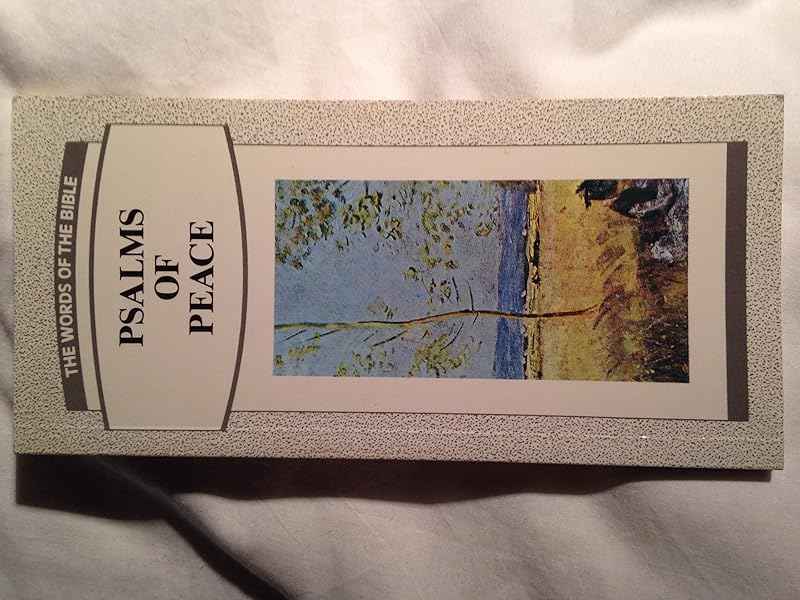 THE WORDS OF THE BIBLE
PSALMS
OF
PEACE